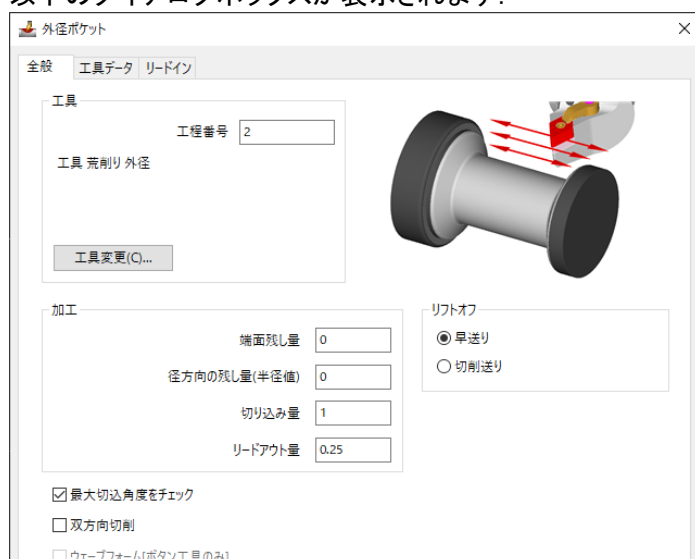 以下のダイアログボックスが表示されます.
外径ポケット
全般 工具データ リードイン
工具
工程番号 2
工具 荒削り 外径
工具変更(C)...
加工
端面残し量 0
径方向の残し量(半径値) 0
切り込み量 1
リードアウト量 0.25
リフトオフ
早送り
切削送り
最大切込角度をチェック
双方向切削
ウェーブフォーム[ボタン工具のみ]